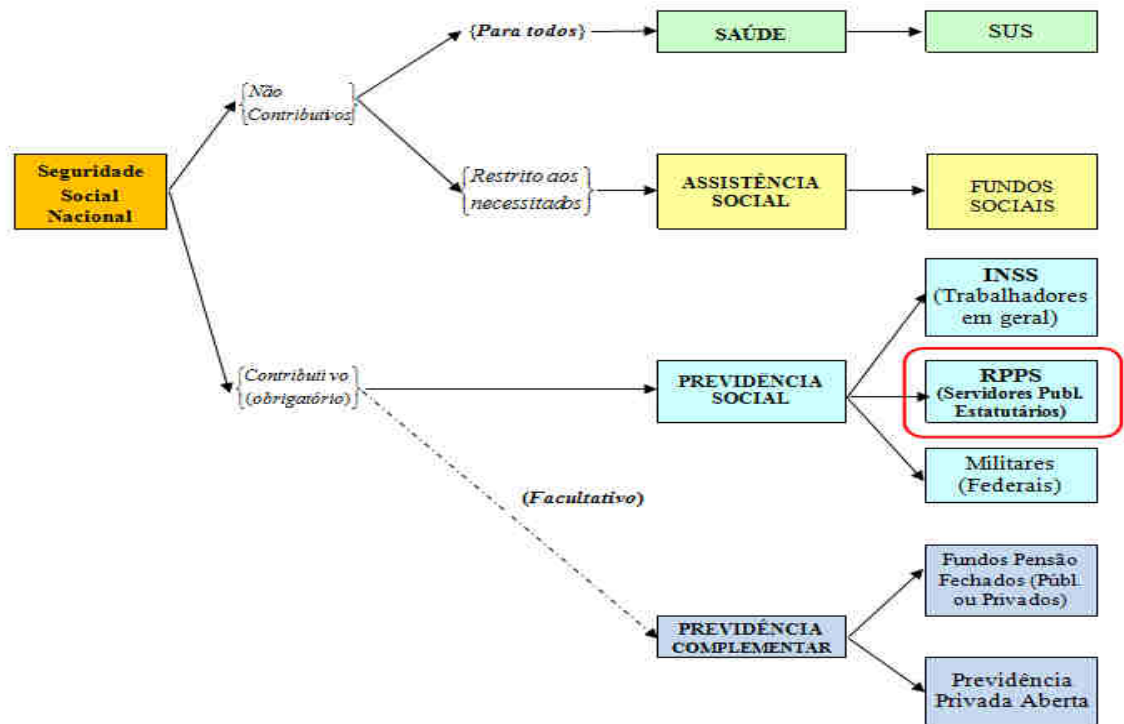 {Para todos}
SAÚDE
SUS
Não
Contributivos
Seguridade
Social
Nacional
Restrito aos
necessitados
ASSISTÊNCIA
SOCIAL
FUNDOS
SOCIAIS
INSS
(Trabalhadores
em geral)
Contributivo
(obrigatório)
PREVIDÊNCIA
SOCIAL
RPPS
(Servidores Publ.
Estatutários)
Militares
(Federais)
(Facultativo)
PREVIDÊNCIA
COMPLEMENTAR
Fundos Pensão
Fechados (Públ.
ou Privados)
Previdência
Privada Aberta